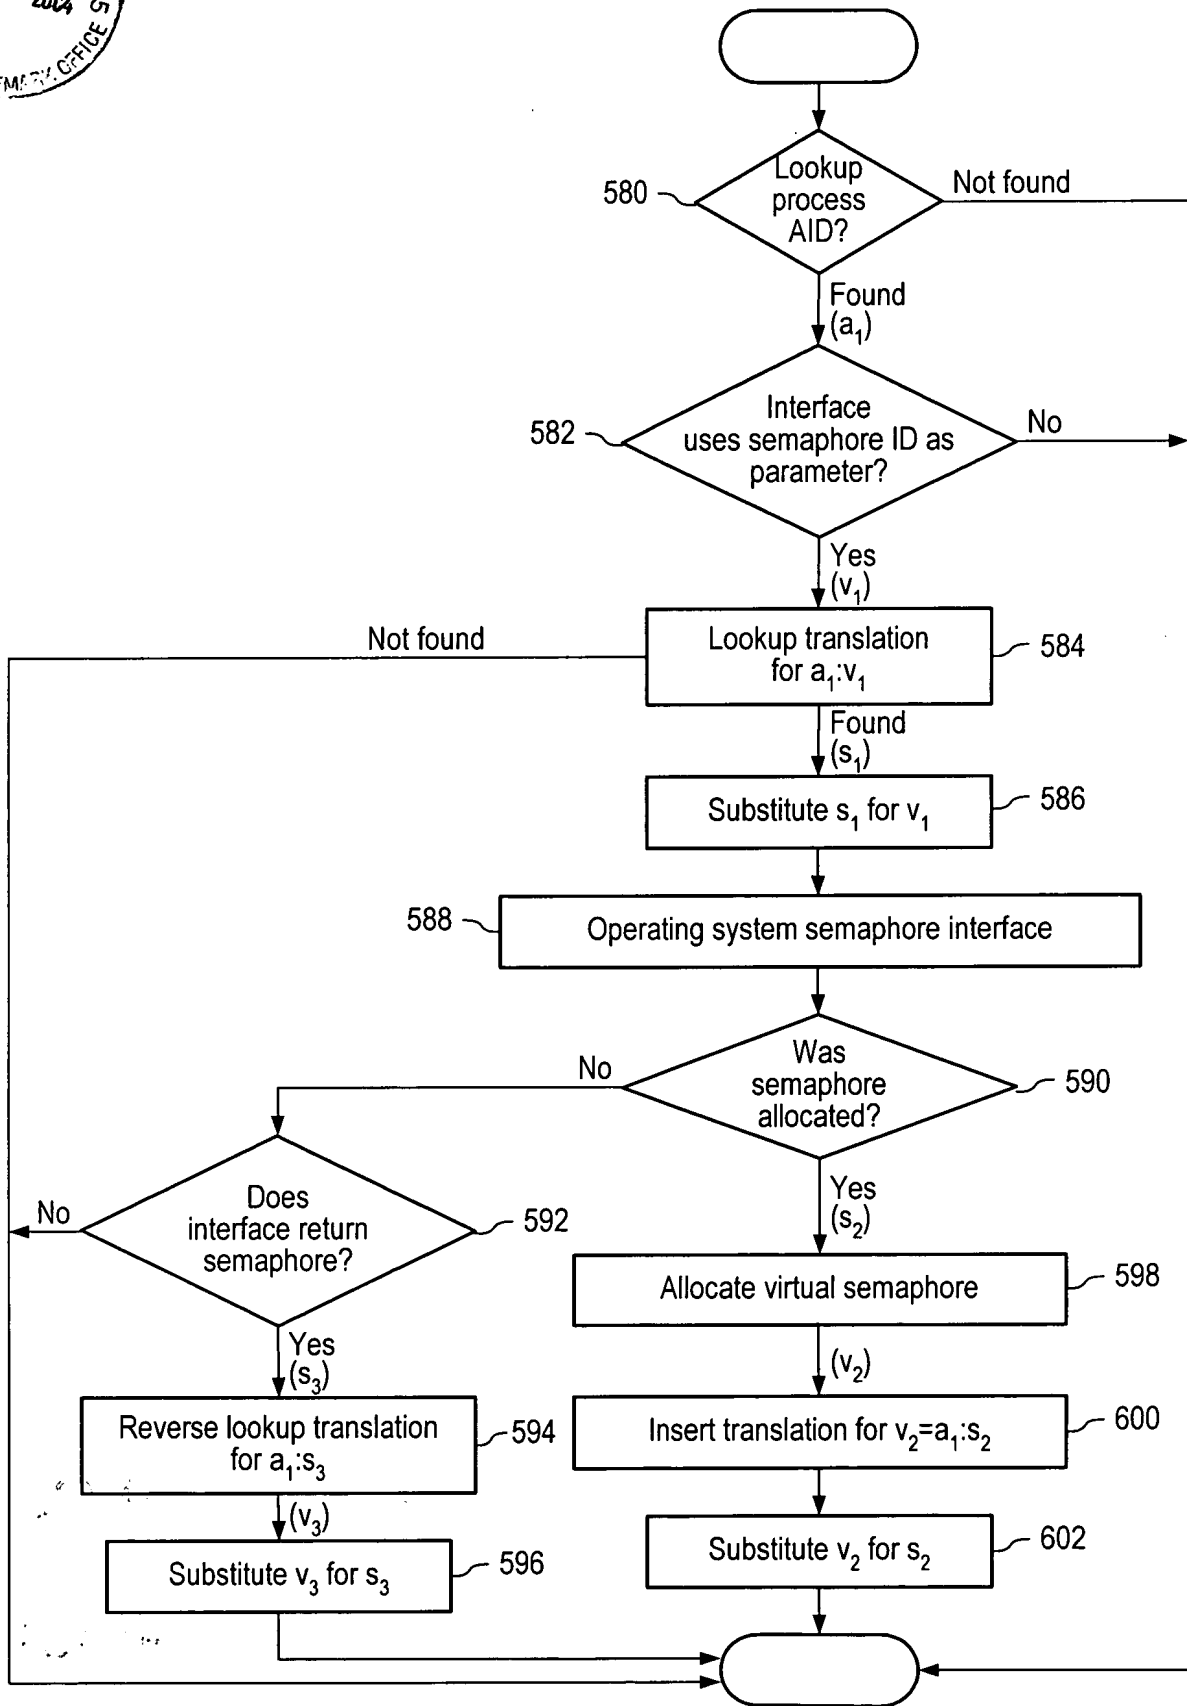 2004
5
OFFICE
Lookup
process
AID?
580
Not found
Found
(a₁)
Interface
uses semaphore ID as
parameter?
582
No
Yes
(v₁)
Not found
Lookup translation
for a₁:v₁
584
Found
(s₁)
Substitute s₁ for v₁
586
588
Operating system semaphore interface
No
Was
semaphore
allocated?
590
No
Does
interface return
semaphore?
592
Yes
(s₂)
Allocate virtual semaphore
598
Yes
(s₃)
(v₂)
Reverse lookup translation
for a₁:s₃
594
Insert translation for v₂=a₁:s₂
600
(v₃)
Substitute v₃ for s₃
596
Substitute v₂ for s₂
602